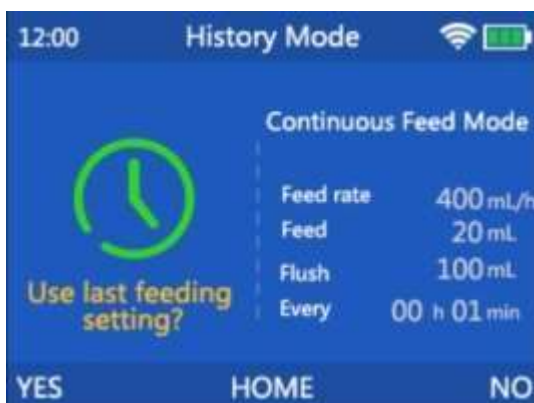 12:00 History Mode
Continuous Feed Mode
Feed rate 400 mL/h
Feed 20 mL
Flush 100 mL
Every 00 h 01 min
Use last feeding
setting?
YES HOME NO